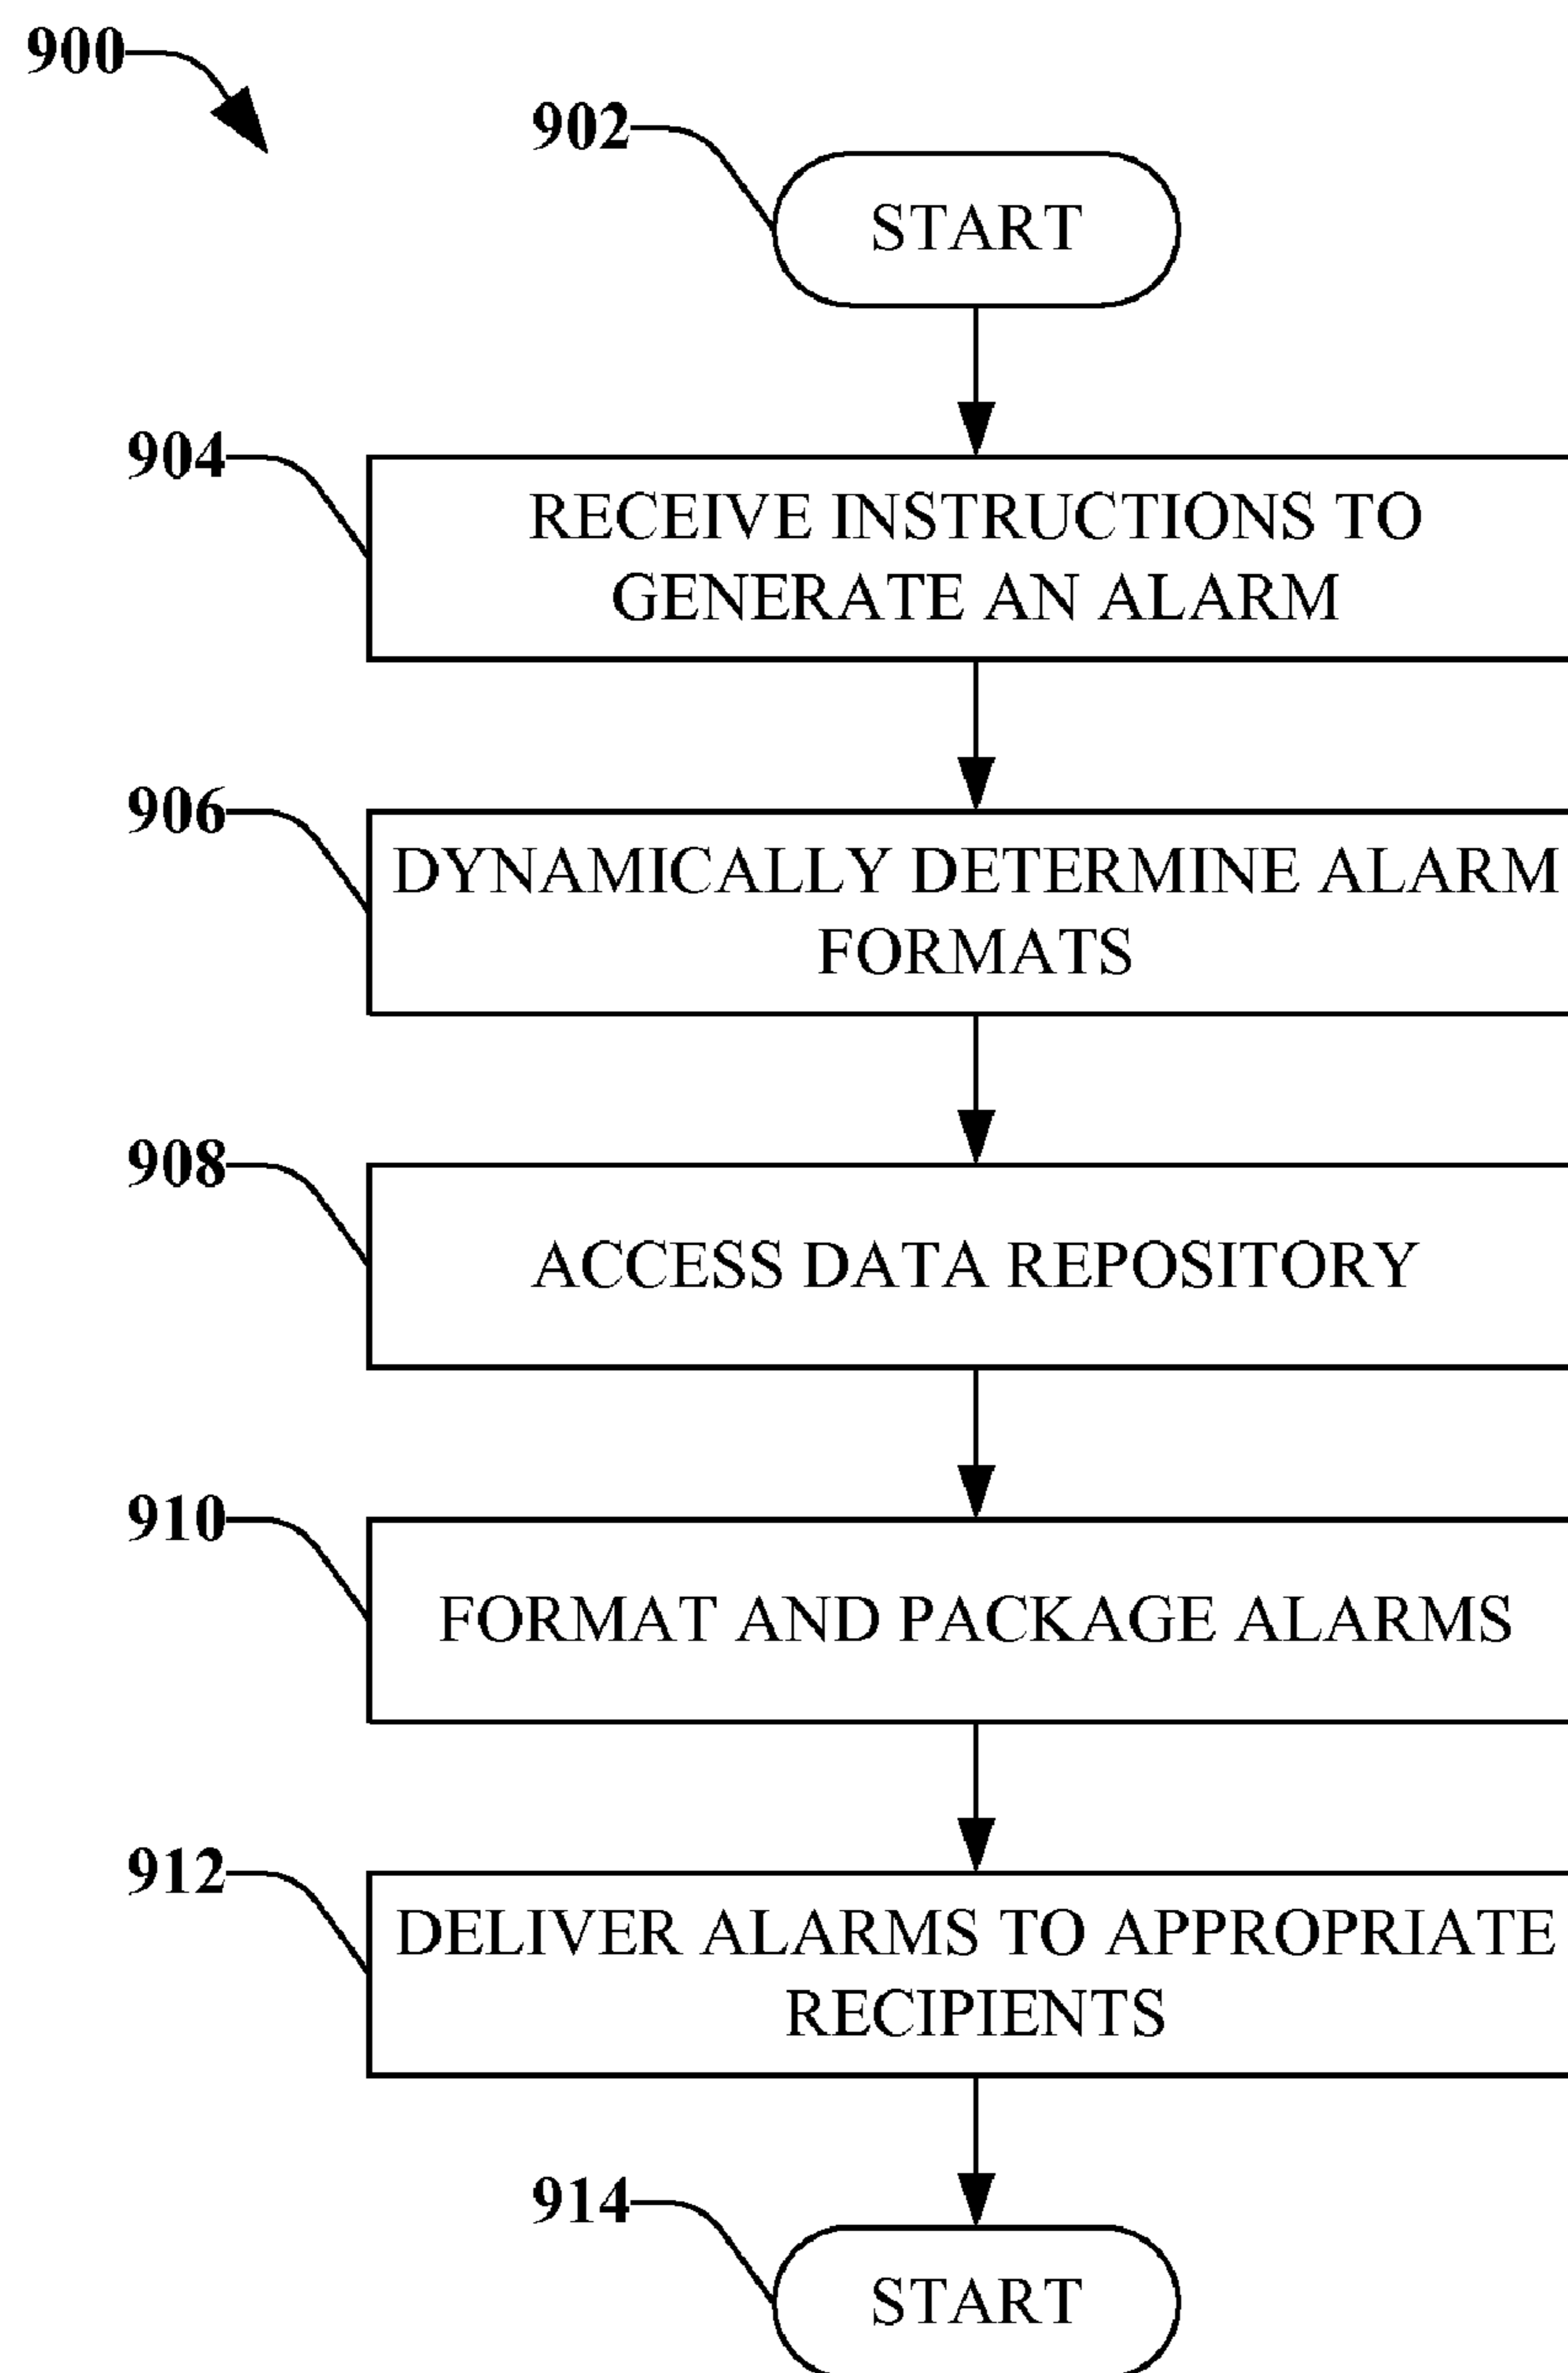 900
902
START
904
RECEIVE INSTRUCTIONS TO
GENERATE AN ALARM
906
DYNAMICALLY DETERMINE ALARM
FORMATS
908
ACCESS DATA REPOSITORY
910
FORMAT AND PACKAGE ALARMS
912
DELIVER ALARMS TO APPROPRIATE
RECIPIENTS
914
START